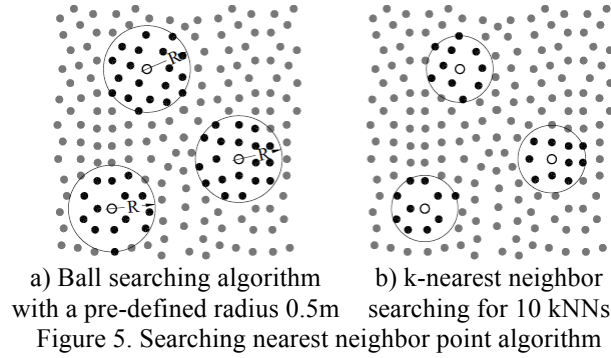 R
R
R
a) Ball searching algorithm
with a pre-defined radius 0.5m
b) k-nearest neighbor
searching for 10 kNNs
Figure 5. Searching nearest neighbor point algorithm